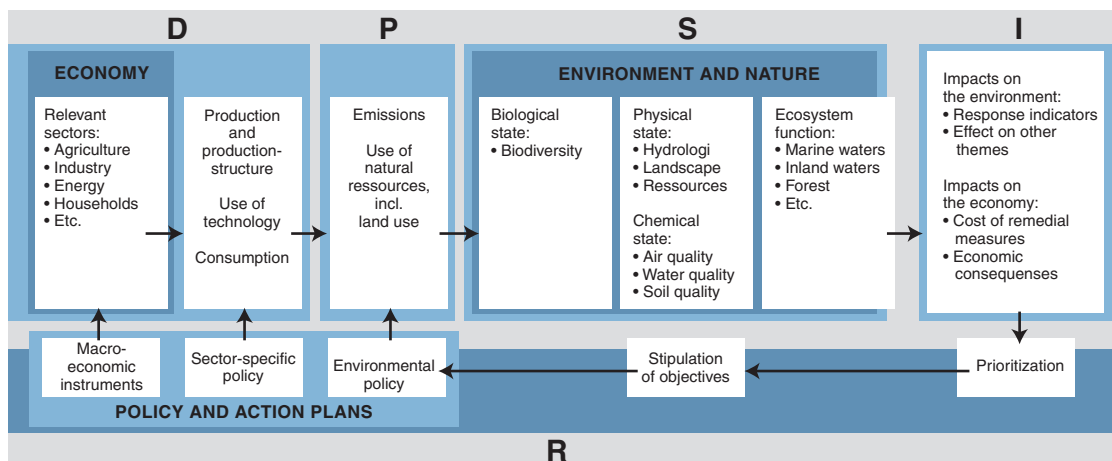 D
P
S
I
ECONOMY
Relevant
sectors:
• Agriculture
• Industry
• Energy
• Households
• Etc.
Production
and
production-
structure
Use of
technology
Consumption
Emissions
Use of
natural
ressources,
incl.
land use
ENVIRONMENT AND NATURE
Biological
state:
• Biodiversity
Physical
state:
• Hydrologi
• Landscape
• Ressources
Chemical
state:
• Air quality
• Water quality
• Soil quality
Ecosystem
function:
• Marine waters
• Inland waters
• Forest
• Etc.
Impacts on
the environment:
• Response indicators
• Effect on other
themes
Impacts on
the economy:
• Cost of remedial
measures
• Economic
consequenses
Macro-
economic
instruments
Sector-specific
policy
Environmental
policy
Stipulation
of objectives
Prioritization
POLICY AND ACTION PLANS
R